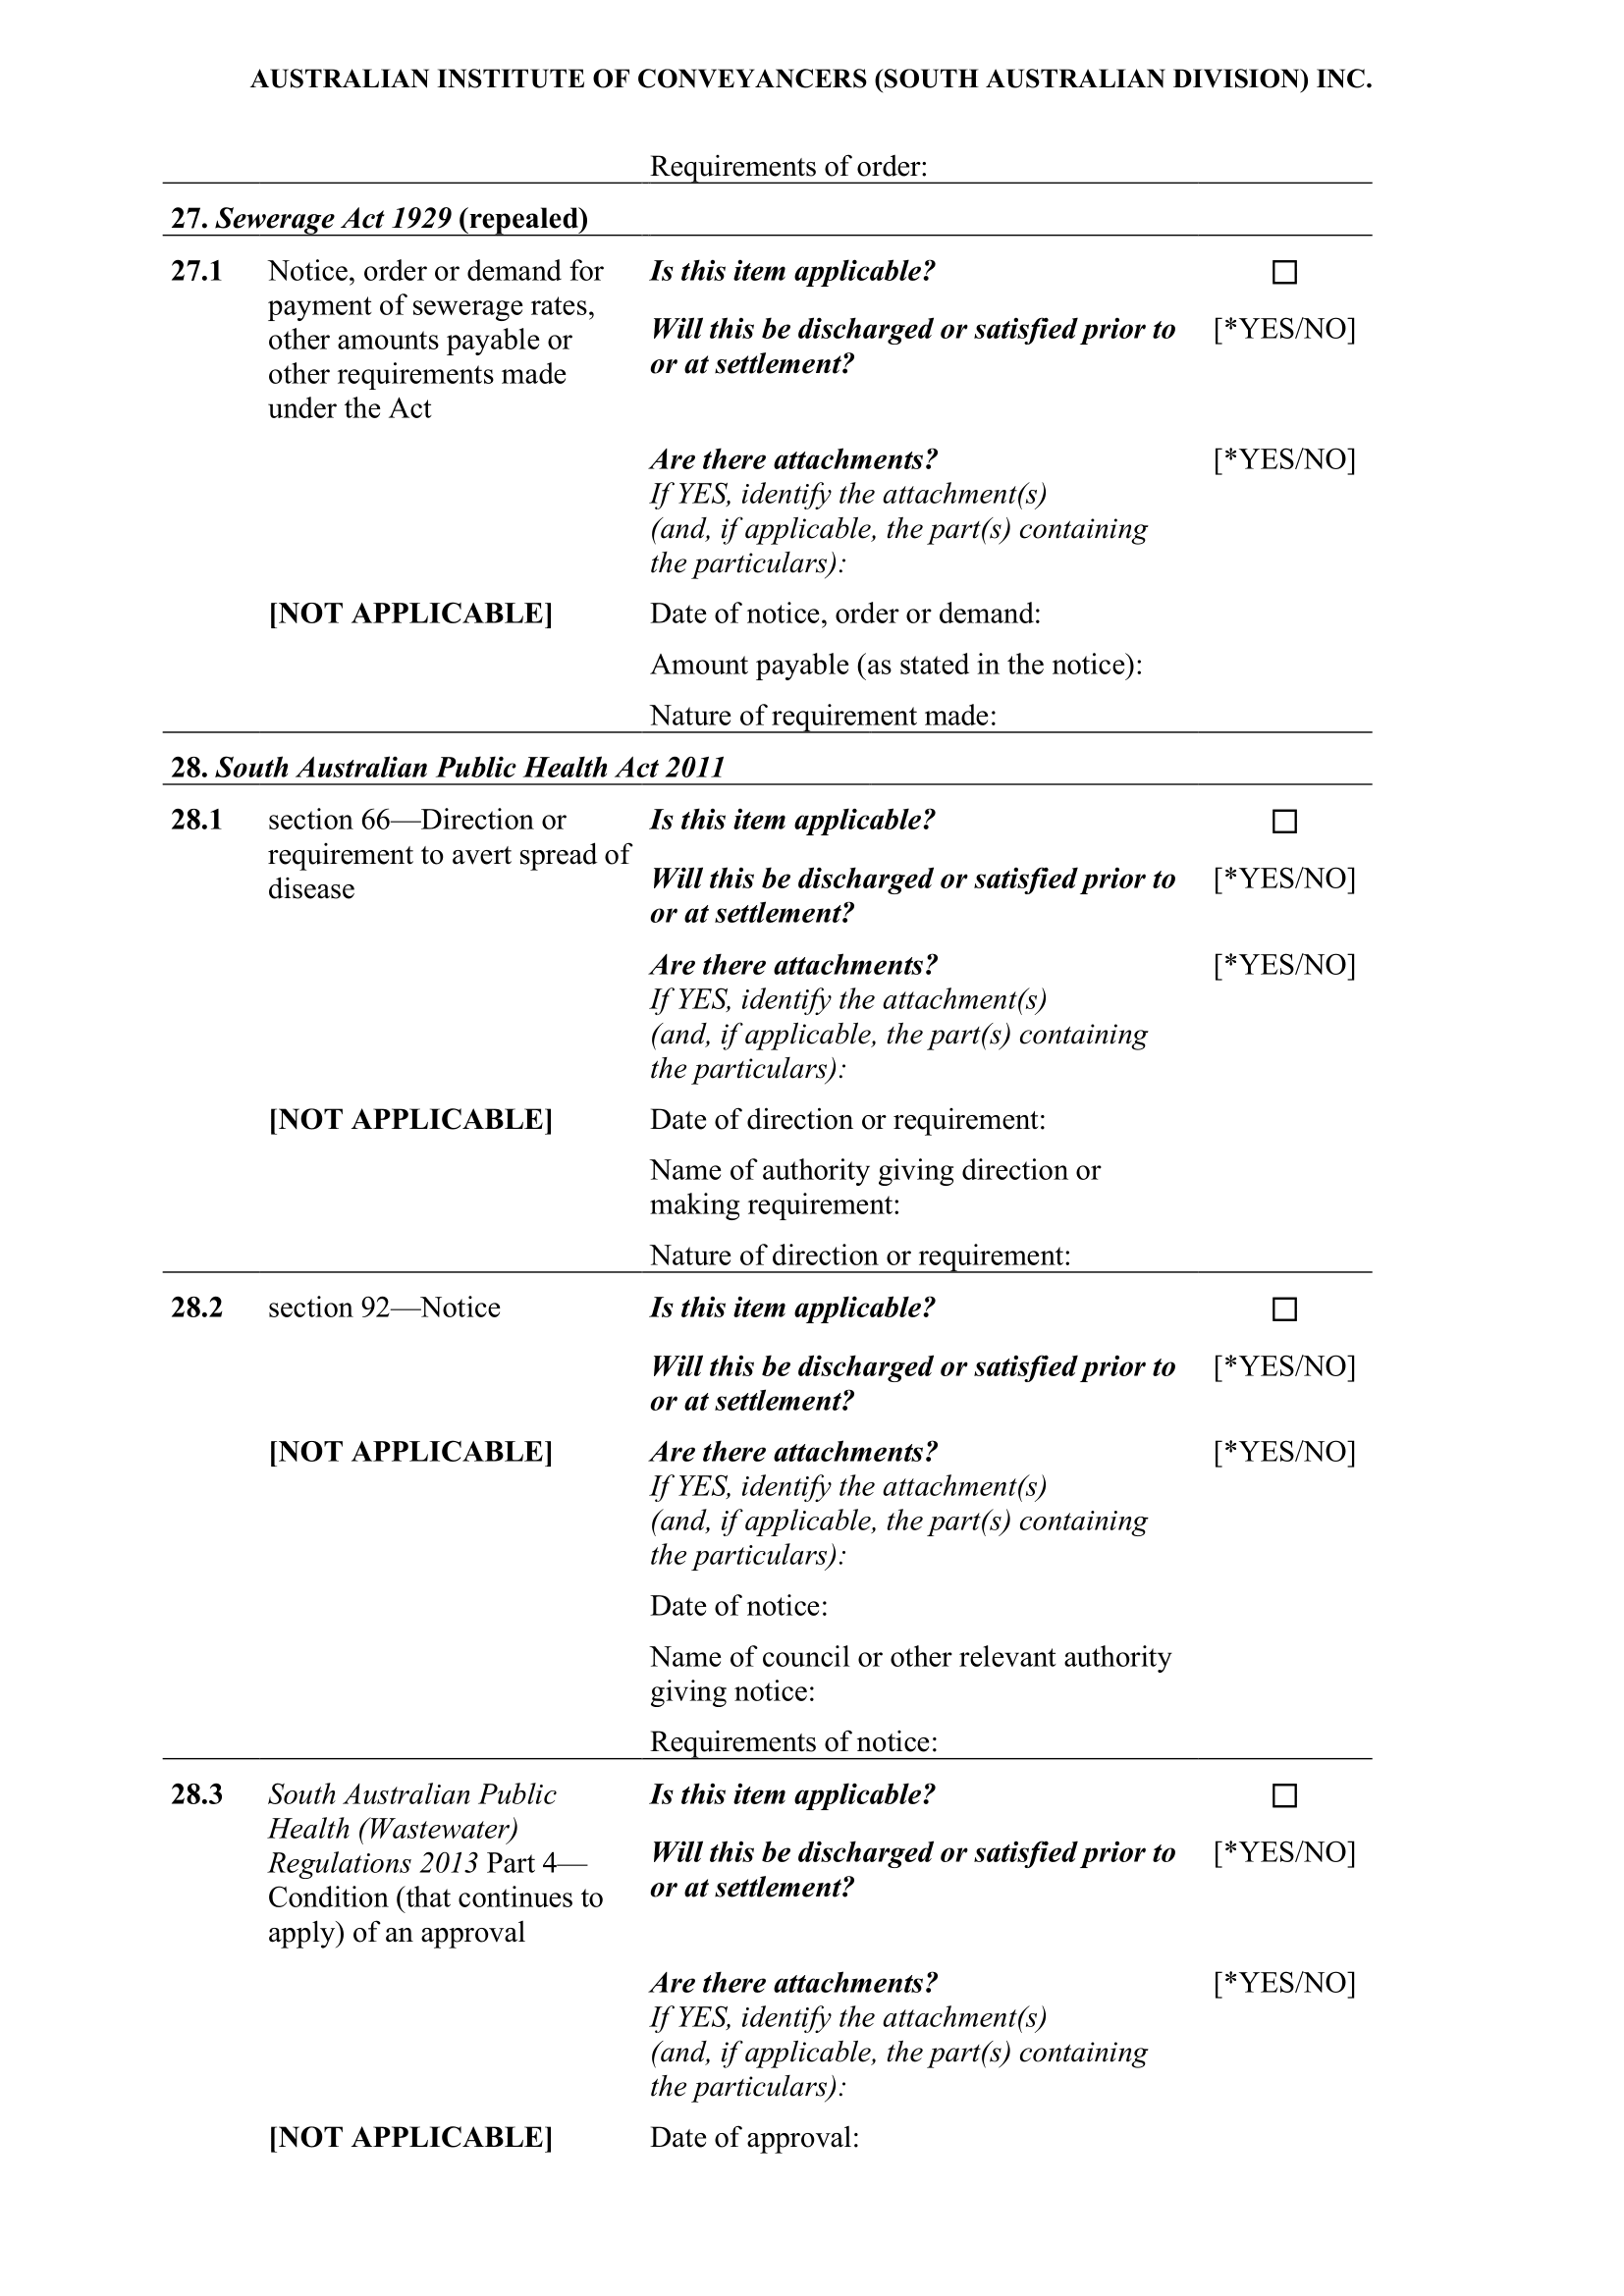 AUSTRALIAN INSTITUTE OF CONVEYANCERS (SOUTH AUSTRALIAN DIVISION) INC.
Requirements of order:
27. Sewerage Act 1929 (repealed)
27.1 Notice, order or demand for Is this item applicable? ☐
payment of sewerage rates,
other amounts payable or Will this be discharged or satisfied prior to [*YES/NO]
other requirements made or at settlement?
under the Act
Are there attachments? [*YES/NO]
If YES, identify the attachment(s)
(and, if applicable, the part(s) containing
the particulars):
[NOT APPLICABLE] Date of notice, order or demand:
Amount payable (as stated in the notice):
Nature of requirement made:
28. South Australian Public Health Act 2011
28.1 section 66—Direction or Is this item applicable? ☐
requirement to avert spread of
disease Will this be discharged or satisfied prior to [*YES/NO]
or at settlement?
Are there attachments? [*YES/NO]
If YES, identify the attachment(s)
(and, if applicable, the part(s) containing
the particulars):
[NOT APPLICABLE] Date of direction or requirement:
Name of authority giving direction or
making requirement:
Nature of direction or requirement:
28.2 section 92—Notice Is this item applicable? ☐
Will this be discharged or satisfied prior to [*YES/NO]
or at settlement?
[NOT APPLICABLE] Are there attachments? [*YES/NO]
If YES, identify the attachment(s)
(and, if applicable, the part(s) containing
the particulars):
Date of notice:
Name of council or other relevant authority
giving notice:
Requirements of notice:
28.3 South Australian Public Is this item applicable? ☐
Health (Wastewater)
Regulations 2013 Part 4— Will this be discharged or satisfied prior to [*YES/NO]
Condition (that continues to or at settlement?
apply) of an approval
Are there attachments? [*YES/NO]
If YES, identify the attachment(s)
(and, if applicable, the part(s) containing
the particulars):
[NOT APPLICABLE] Date of approval: